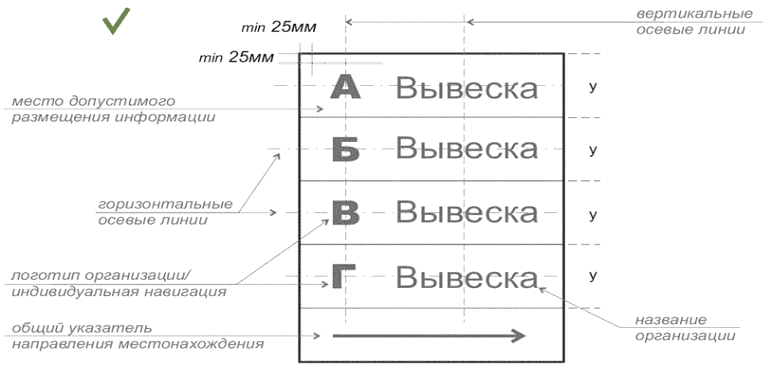 min 25мм
вертикальные
осевые линии
min 25мм
А Вывеска у
место допустимого
размещения информации
Б Вывеска у
горизонтальные
осевые линии
В Вывеска у
логотип организации/
индивидуальная навигация
Г Вывеска у
общий указатель
направления местонахождения
название
организации